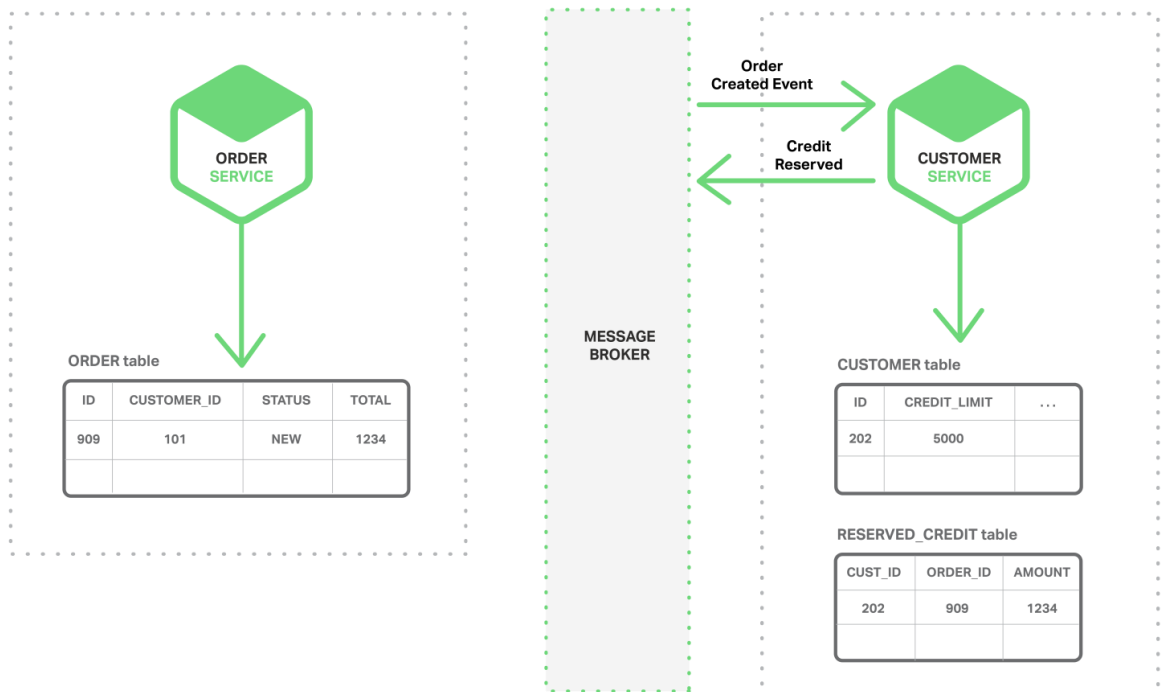 ORDER
SERVICE
ORDER table
ID CUSTOMER_ID STATUS TOTAL
909 101 NEW 1234
MESSAGE
BROKER
Order
Created Event
Credit
Reserved
CUSTOMER
SERVICE
CUSTOMER table
ID CREDIT_LIMIT ...
202 5000
RESERVED_CREDIT table
CUST_ID ORDER_ID AMOUNT
202 909 1234